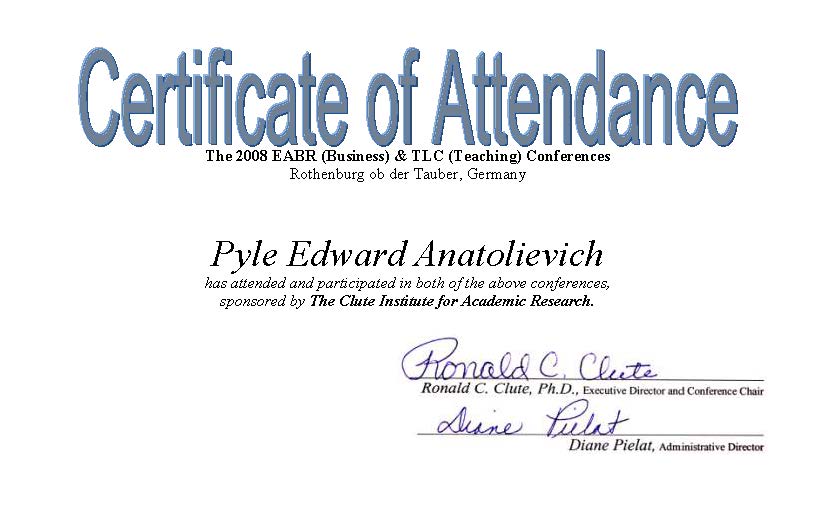 Certificate of Attendance
The 2008 EABR (Business) & TLC (Teaching) Conferences
Rothenburg ob der Tauber, Germany
Pyle Edward Anatolievich
has attended and participated in both of the above conferences,
sponsored by The Clute Institute for Academic Research.
Ronald C. Clute
Ronald C. Clute, Ph.D., Executive Director and Conference Chair
Diane Pielat
Diane Pielat, Administrative Director